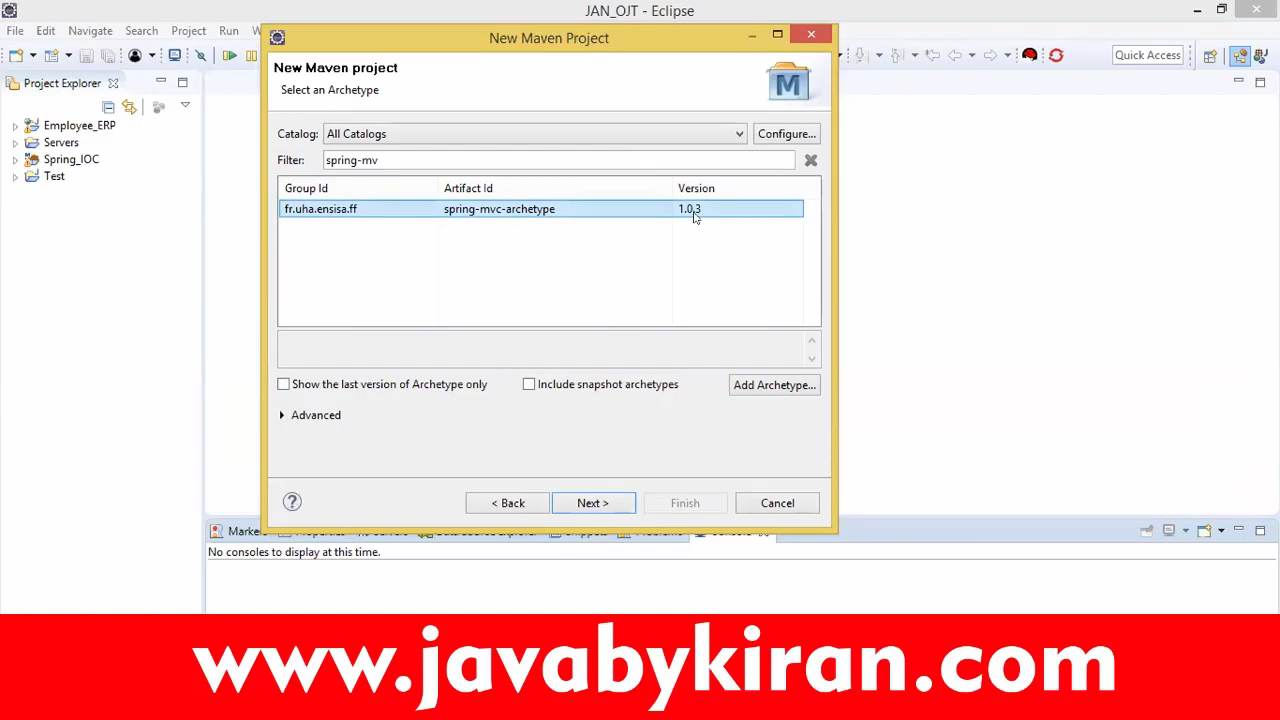 JAN_OJT - Eclipse
File Edit Navigate Search Project Run W
Quick Access
Project Explorer
Employee_ERP
Servers
Spring_IOC
Test
New Maven Project
New Maven project
Select an Archetype
M
Catalog: All Catalogs Configure...
Filter: spring-mv
Group Id Artifact Id Version
fr.uha.ensisa.ff spring-mvc-archetype 1.0.3
Show the last version of Archetype only Include snapshot archetypes Add Archetype...
Advanced
< Back Next > Finish Cancel
Marker
No consoles to display at this time.
www.javabykiran.com